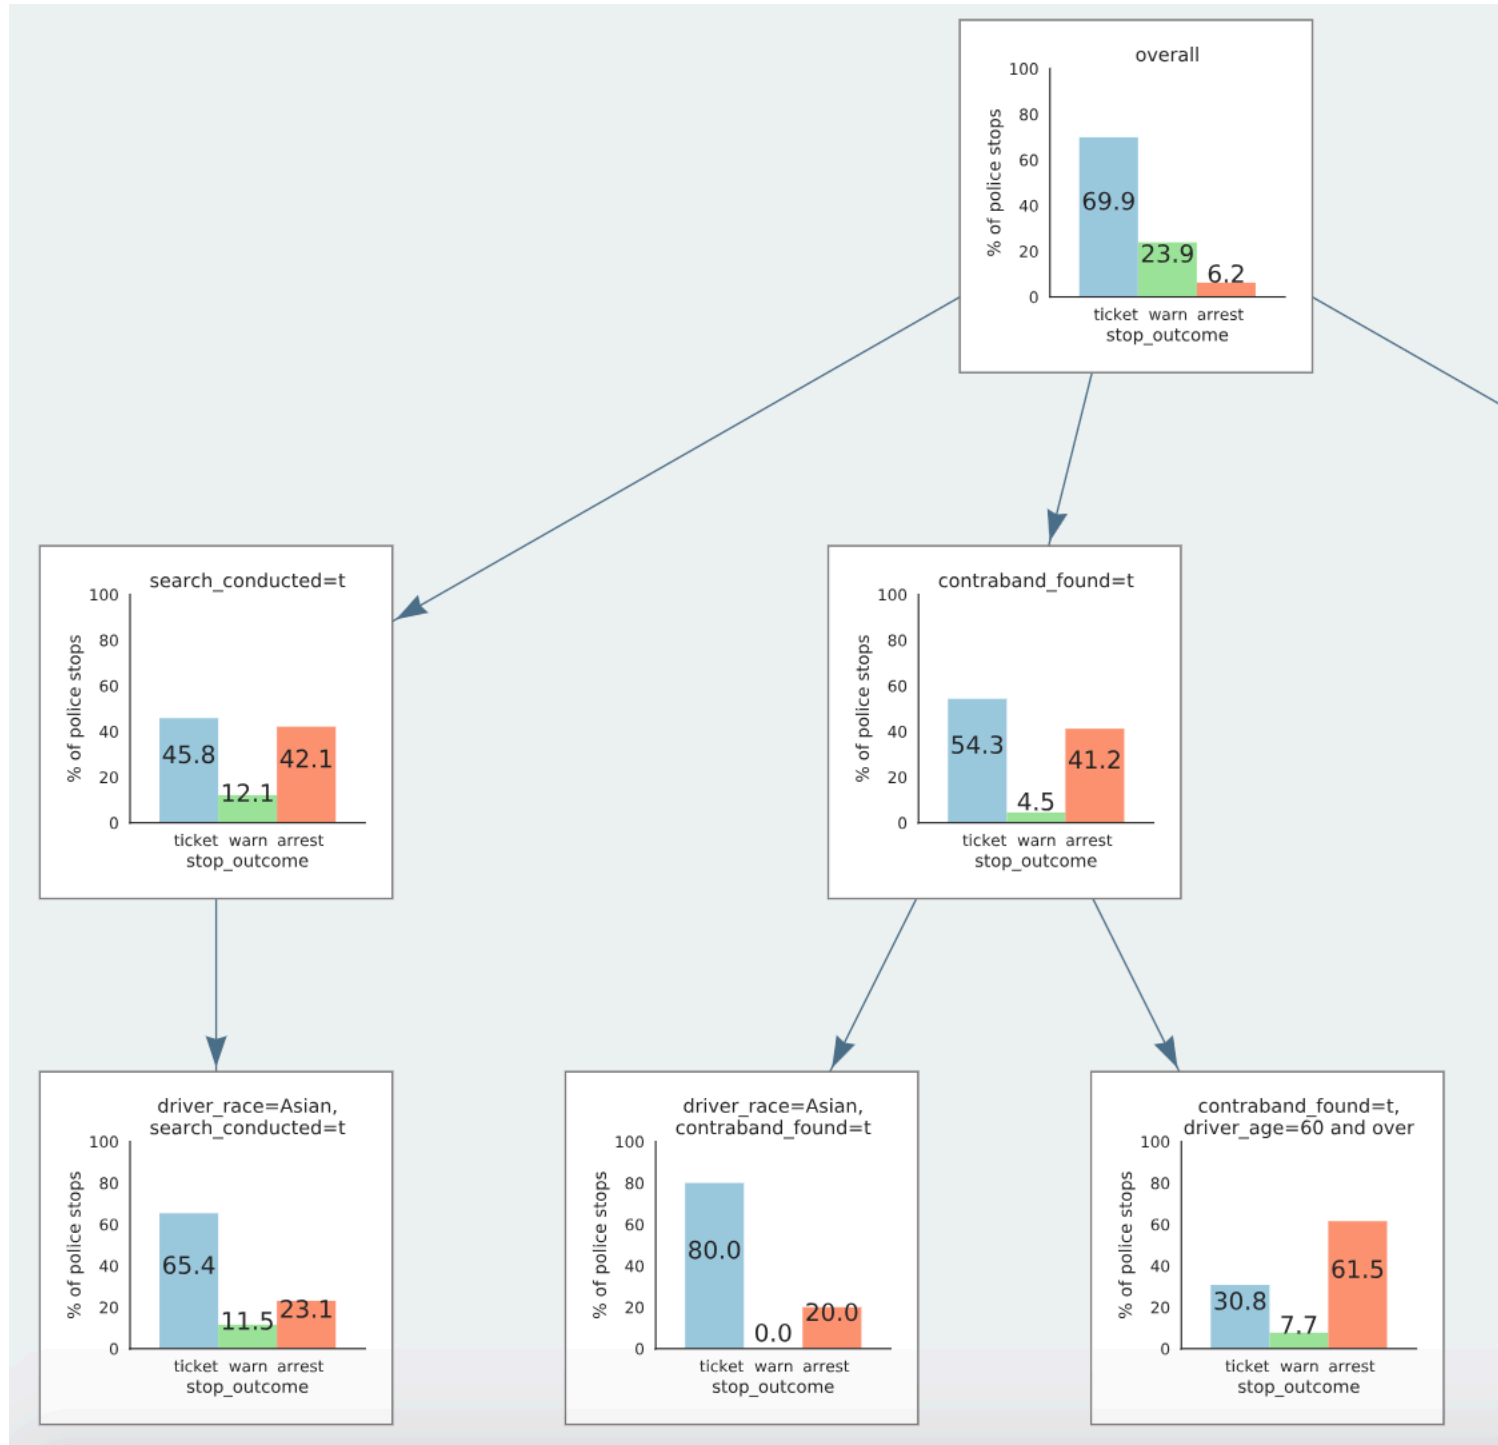 overall
100
80
60
40
20
0
% of police stops
69.9
23.9
6.2
ticket warn arrest
stop_outcome
search_conducted=t
100
80
60
40
20
0
% of police stops
45.8
12.1
42.1
ticket warn arrest
stop_outcome
contraband_found=t
100
80
60
40
20
0
% of police stops
54.3
4.5
41.2
ticket warn arrest
stop_outcome
driver_race=Asian,
search_conducted=t
100
80
60
40
20
0
% of police stops
65.4
11.5
23.1
ticket warn arrest
stop_outcome
driver_race=Asian,
contraband_found=t
100
80
60
40
20
0
% of police stops
80.0
0.0
20.0
ticket warn arrest
stop_outcome
contraband_found=t,
driver_age=60 and over
100
80
60
40
20
0
% of police stops
30.8
7.7
61.5
ticket warn arrest
stop_outcome